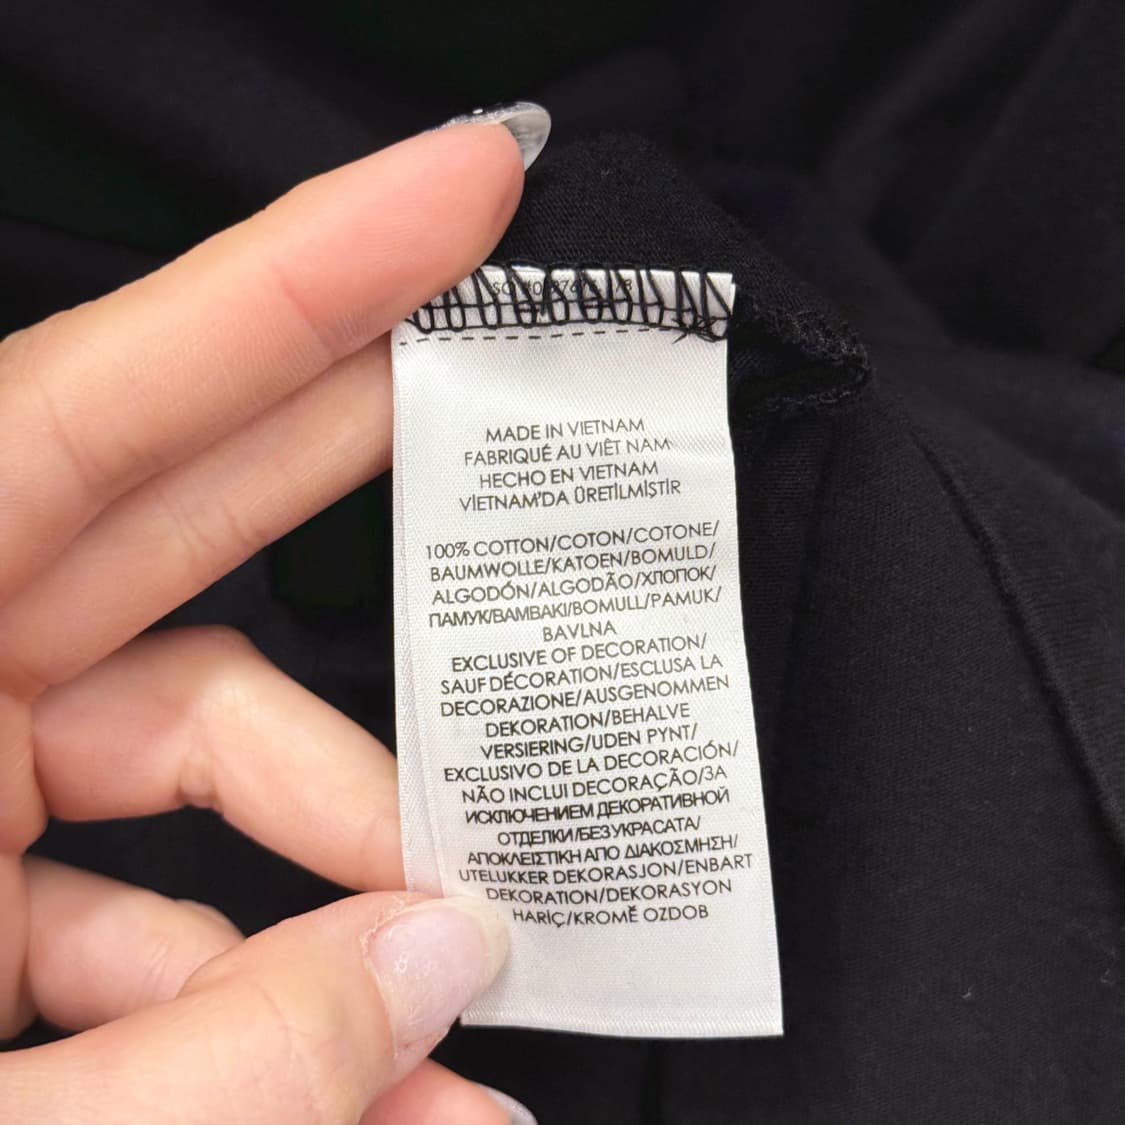 MADE IN VIETNAM
FABRIQUÉ AU VIÊT NAM
HECHO EN VIETNAM
VİETNAM'DA ÜRETİLMİSTİR
100% COTTON/COTON/COTONE/
BAUMWOLLE/KATOEN/BOMULD/
ALGODÓN/ALGODÃO/ХЛОПОК/
ПАМУК/ΒΑΜΒΑΚΙ/BOMULL/PAMUK/
BAVLNA
EXCLUSIVE OF DECORATION/
SAUF DÉCORATION/ESCLUSA LA
DECORAZIONE/AUSGENOMMEN
DEKORATION/BEHALVE
VERSIERING/UDEN PYNT/
EXCLUSIVO DE LA DECORACIÓN/
NÃO INCLUI DECORAÇÃO/ЗА
ИСКЛЮЧЕНИЕМ ДЕКОРАТИВНОЙ
ОТДЕЛКИ/БЕЗ УКРАСАТА/
ΑΠΟΚΛΕΙΣΤΙΚΗ ΑΠΟ ΔΙΑΚΟΣΜΗΣΗ/
UTELUKKER DEKORASJON/ENBART
DEKORATION/DEKORASYON
HARİÇ/KROMĚ OZDOB